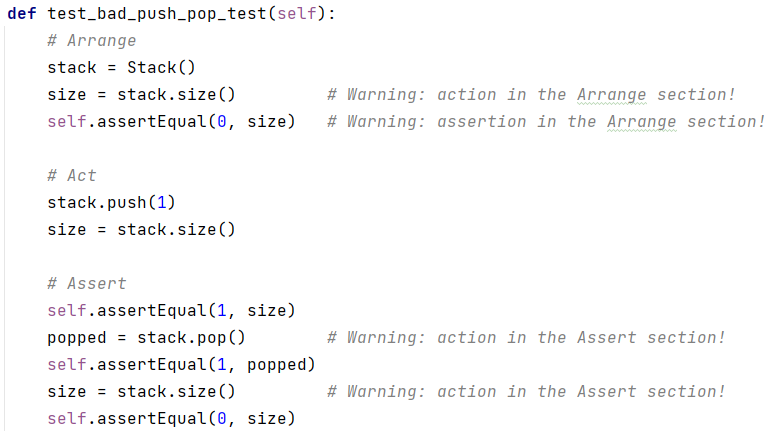 def test_bad_push_pop_test(self):
    # Arrange
    stack = Stack()
    size = stack.size()         # Warning: action in the Arrange section!
    self.assertEqual(0, size)   # Warning: assertion in the Arrange section!

    # Act
    stack.push(1)
    size = stack.size()

    # Assert
    self.assertEqual(1, size)
    popped = stack.pop()        # Warning: action in the Assert section!
    self.assertEqual(1, popped)
    size = stack.size()         # Warning: action in the Assert section!
    self.assertEqual(0, size)